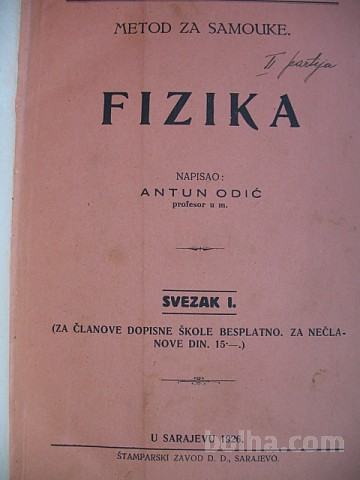 METOD ZA SAMOUKE.
II partija
FIZIKA
NAPISAO:
ANTUN ODIĆ
profesor u m.
SVEZAK I.
(ZA ČLANOVE DOPISNE ŠKOLE BESPLATNO. ZA NEČLA-
NOVE DIN. 15·—.)
U SARAJEVU 1926.
bolha.com
ŠTAMPARSKI ZAVOD D. D., SARAJEVO.